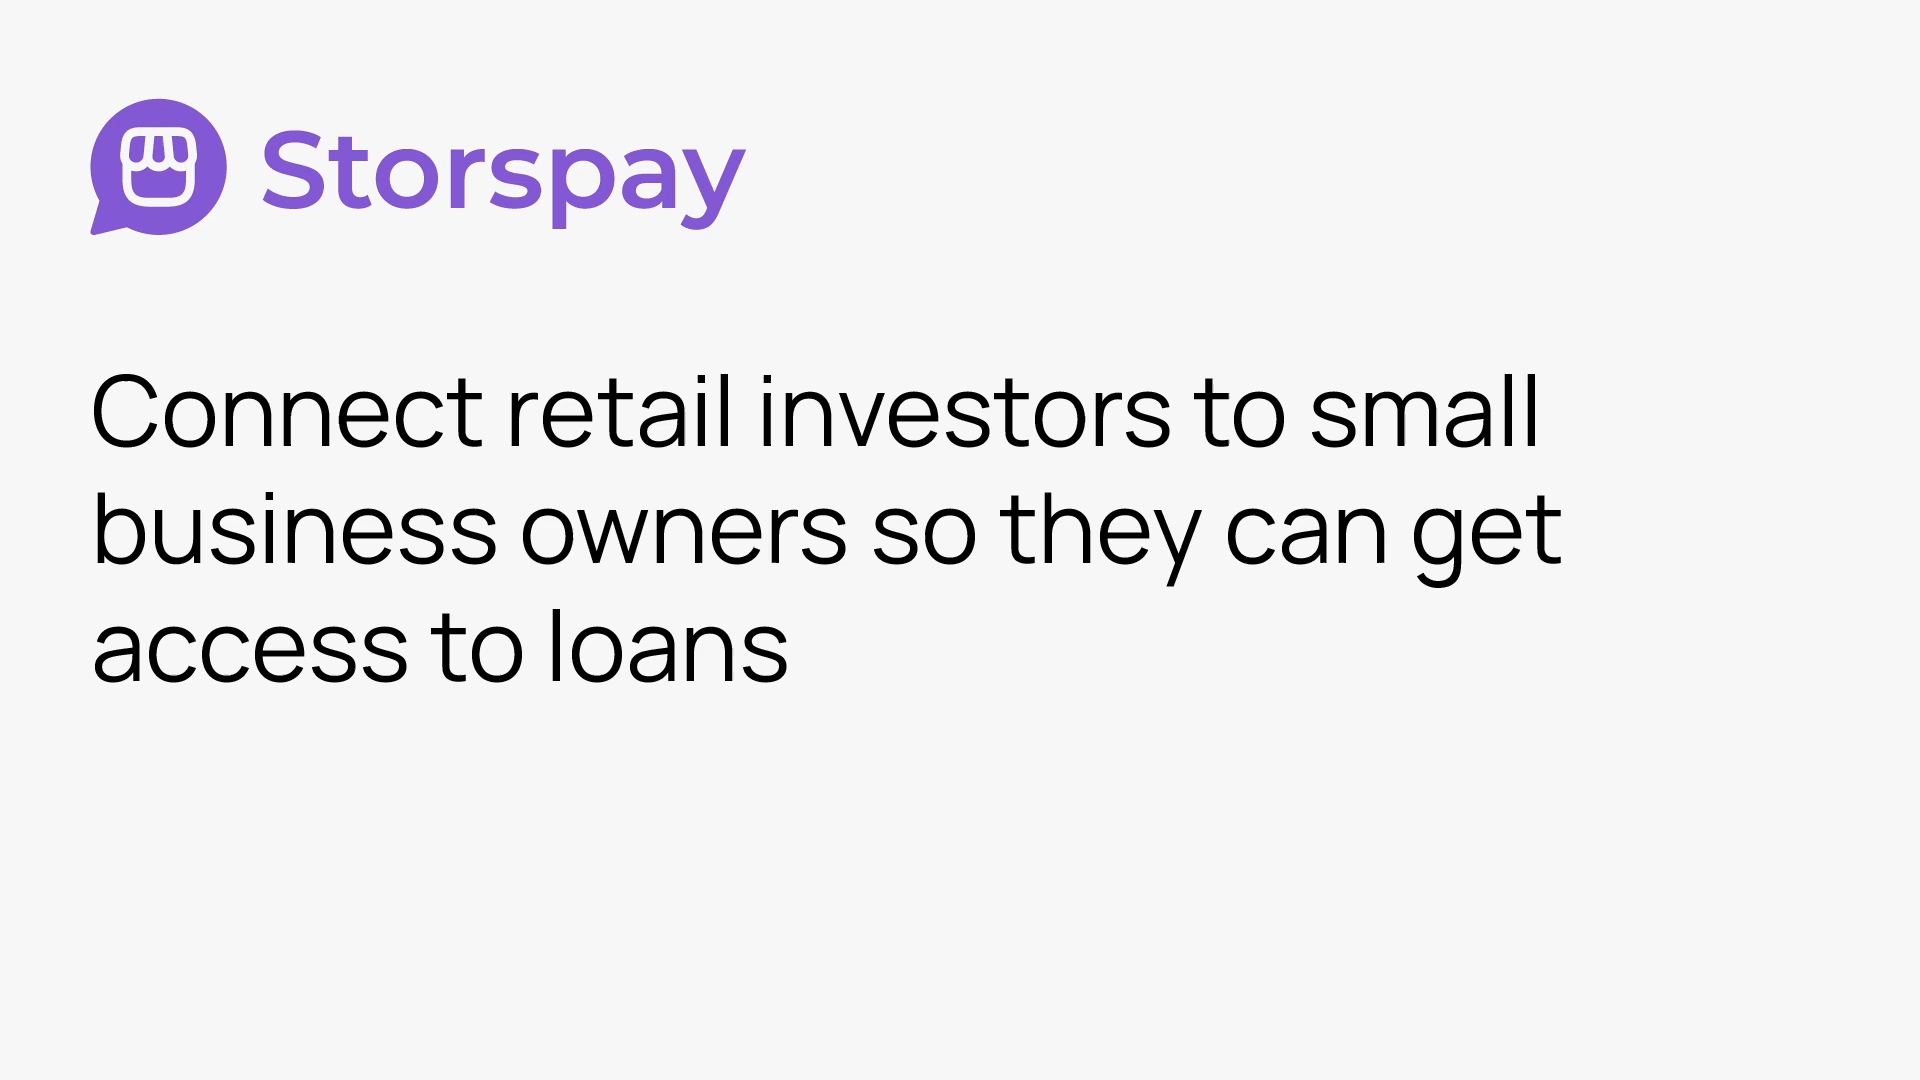 Storspay
Connect retail investors to small
business owners so they can get
access to loans